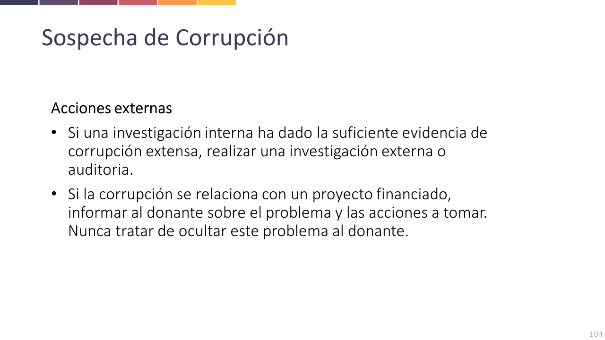 Sospecha de Corrupción
Acciones externas
• Si una investigación interna ha dado la suficiente evidencia de
corrupción extensa, realizar una investigación externa o
auditoria.
• Si la corrupción se relaciona con un proyecto financiado,
informar al donante sobre el problema y las acciones a tomar.
Nunca tratar de ocultar este problema al donante.
104